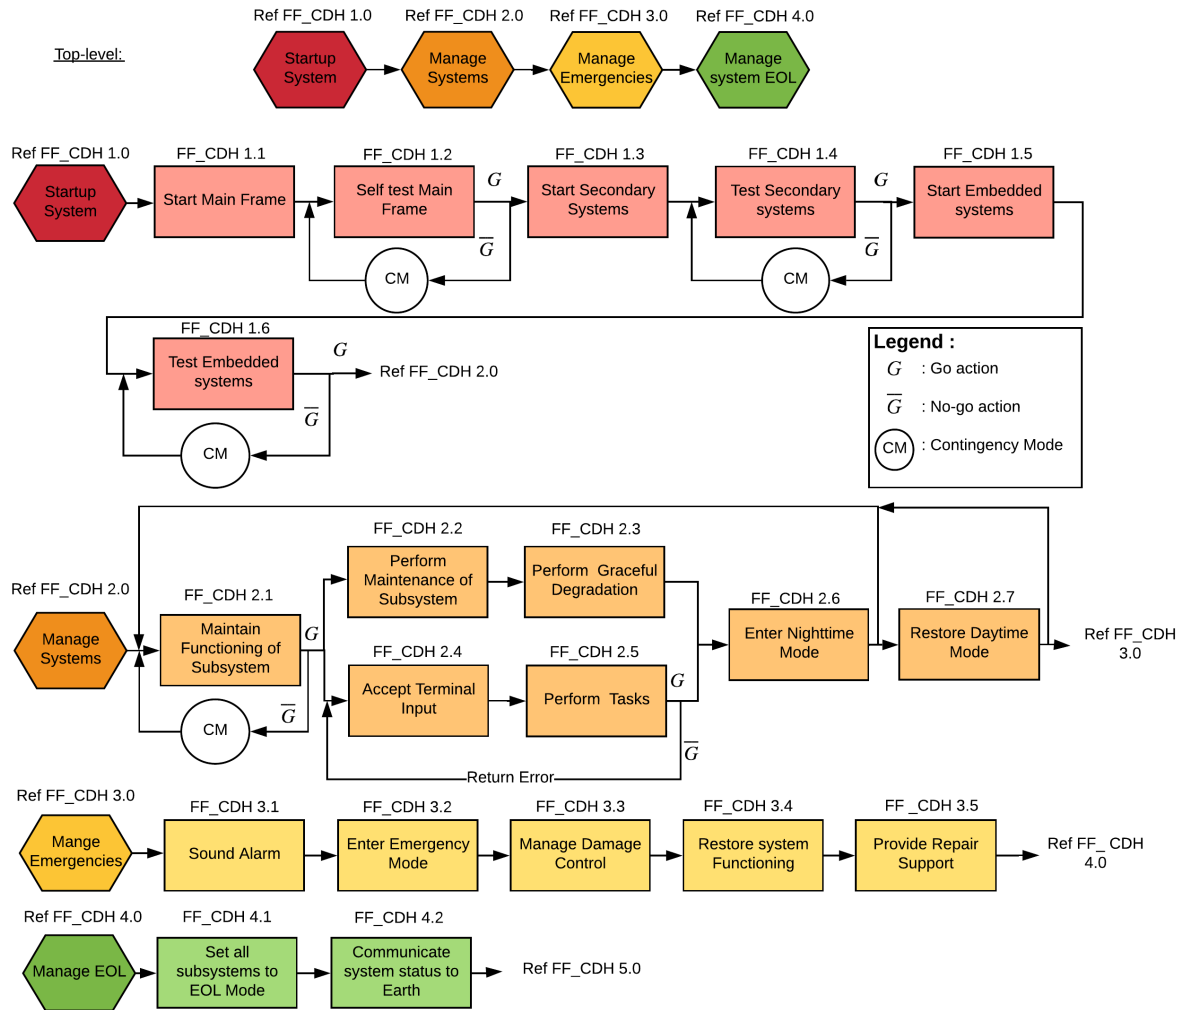 Top-level:
Ref FF_CDH 1.0
Ref FF_CDH 2.0
Ref FF_CDH 3.0
Ref FF_CDH 4.0
Startup
System
Manage
Systems
Manage
Emergencies
Manage
system EOL
Ref FF_CDH 1.0
Startup
System
FF_CDH 1.1
Start Main Frame
FF_CDH 1.2
Self test Main
Frame
G
G̅
CM
FF_CDH 1.3
Start Secondary
Systems
FF_CDH 1.4
Test Secondary
systems
G
G̅
CM
FF_CDH 1.5
Start Embedded
systems
FF_CDH 1.6
Test Embedded
systems
G
G̅
CM
Ref FF_CDH 2.0
Legend :
G : Go action
G̅ : No-go action
CM : Contingency Mode
Ref FF_CDH 2.0
Manage
Systems
FF_CDH 2.1
Maintain
Functioning of
Subsystem
G
G̅
CM
FF_CDH 2.2
Perform
Maintenance of
Subsystem
FF_CDH 2.3
Perform Graceful
Degradation
FF_CDH 2.4
Accept Terminal
Input
FF_CDH 2.5
Perform Tasks
G
G̅
Return Error
FF_CDH 2.6
Enter Nighttime
Mode
FF_CDH 2.7
Restore Daytime
Mode
Ref FF_CDH
3.0
Ref FF_CDH 3.0
Mange
Emergencies
FF_CDH 3.1
Sound Alarm
FF_CDH 3.2
Enter Emergency
Mode
FF_CDH 3.3
Manage Damage
Control
FF_CDH 3.4
Restore system
Functioning
FF_CDH 3.5
Provide Repair
Support
Ref FF_ CDH
4.0
Ref FF_CDH 4.0
Manage EOL
FF_CDH 4.1
Set all
subsystems to
EOL Mode
FF_CDH 4.2
Communicate
system status to
Earth
Ref FF_CDH 5.0